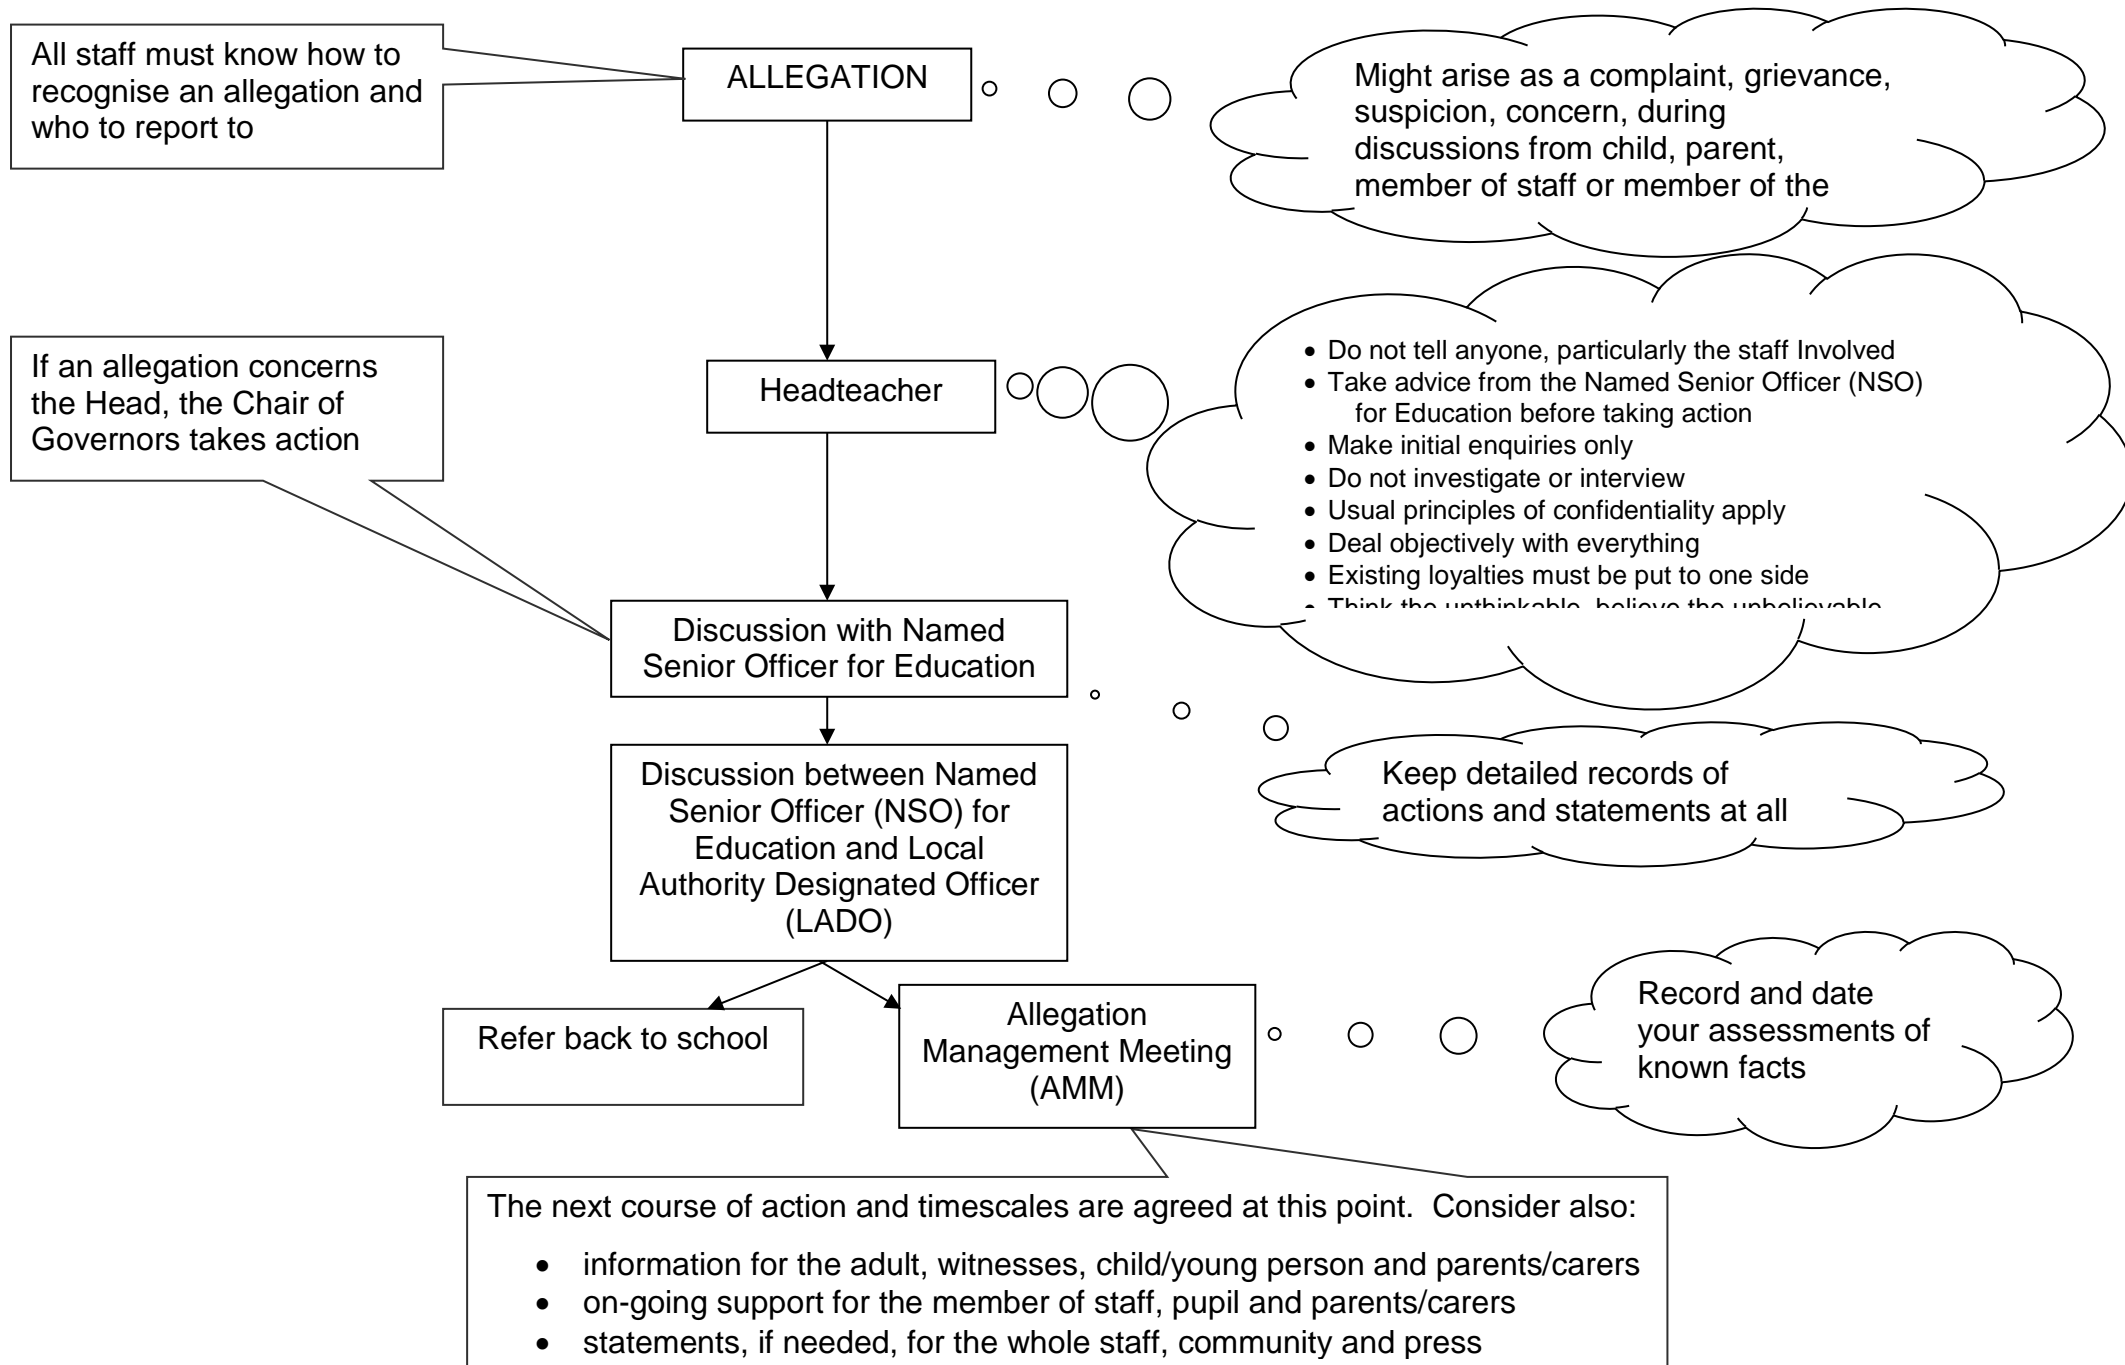 All staff must know how to
recognise an allegation and
who to report to
ALLEGATION
Might arise as a complaint, grievance,
suspicion, concern, during
discussions from child, parent,
member of staff or member of the
If an allegation concerns
the Head, the Chair of
Governors takes action
Headteacher
• Do not tell anyone, particularly the staff Involved
• Take advice from the Named Senior Officer (NSO)
for Education before taking action
• Make initial enquiries only
• Do not investigate or interview
• Usual principles of confidentiality apply
• Deal objectively with everything
• Existing loyalties must be put to one side
• Think the unthinkable, believe the unbelievable
Discussion with Named
Senior Officer for Education
Discussion between Named
Senior Officer (NSO) for
Education and Local
Authority Designated Officer
(LADO)
Keep detailed records of
actions and statements at all
Refer back to school
Allegation
Management Meeting
(AMM)
Record and date
your assessments of
known facts
The next course of action and timescales are agreed at this point.  Consider also:
• information for the adult, witnesses, child/young person and parents/carers
• on-going support for the member of staff, pupil and parents/carers
• statements, if needed, for the whole staff, community and press